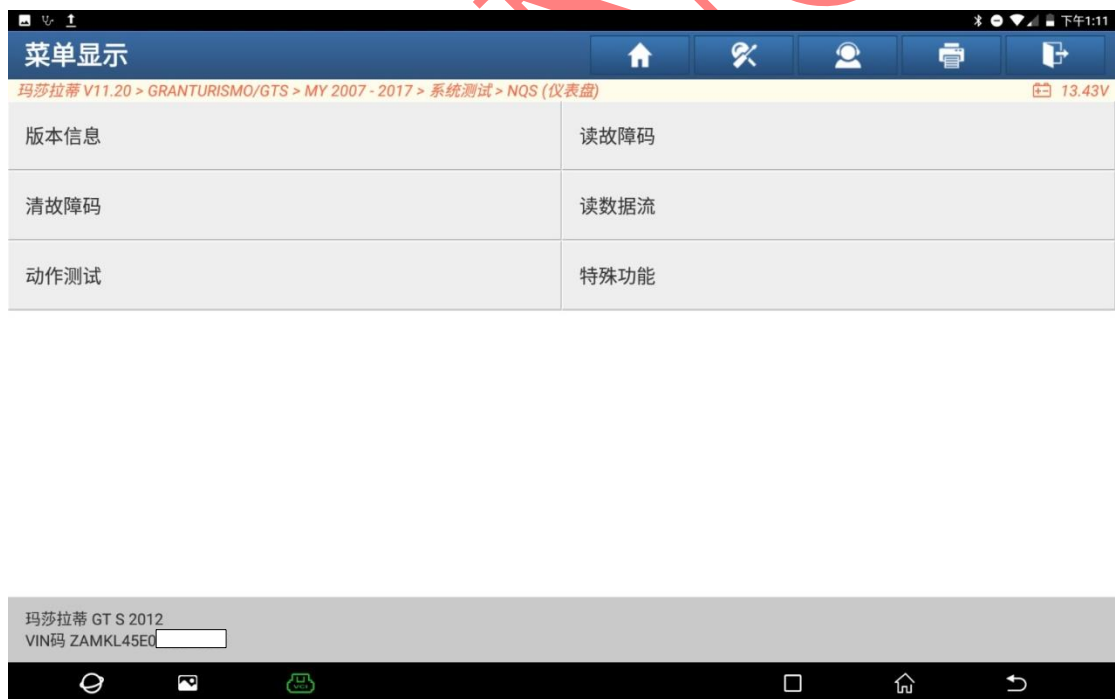 下午1:11
菜单显示
玛莎拉蒂 V11.20 > GRANTURISMO/GTS > MY 2007 - 2017 > 系统测试 > NQS (仪表盘)
13.43V
版本信息
读故障码
清故障码
读数据流
动作测试
特殊功能
玛莎拉蒂 GT S 2012
VIN码 ZAMKL45E0
VCI